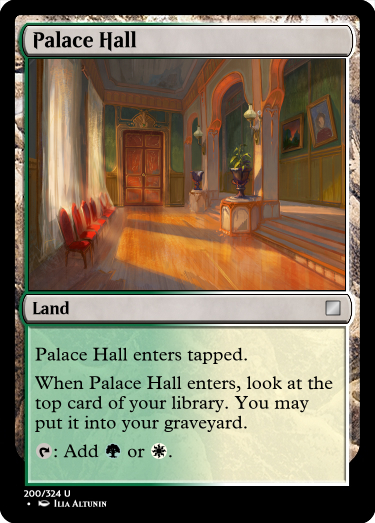 Palace Hall
Land
Palace Hall enters tapped.
When Palace Hall enters, look at the
top card of your library. You may
put it into your graveyard.
: Add or .
200/324 U
• Ilia Altunin